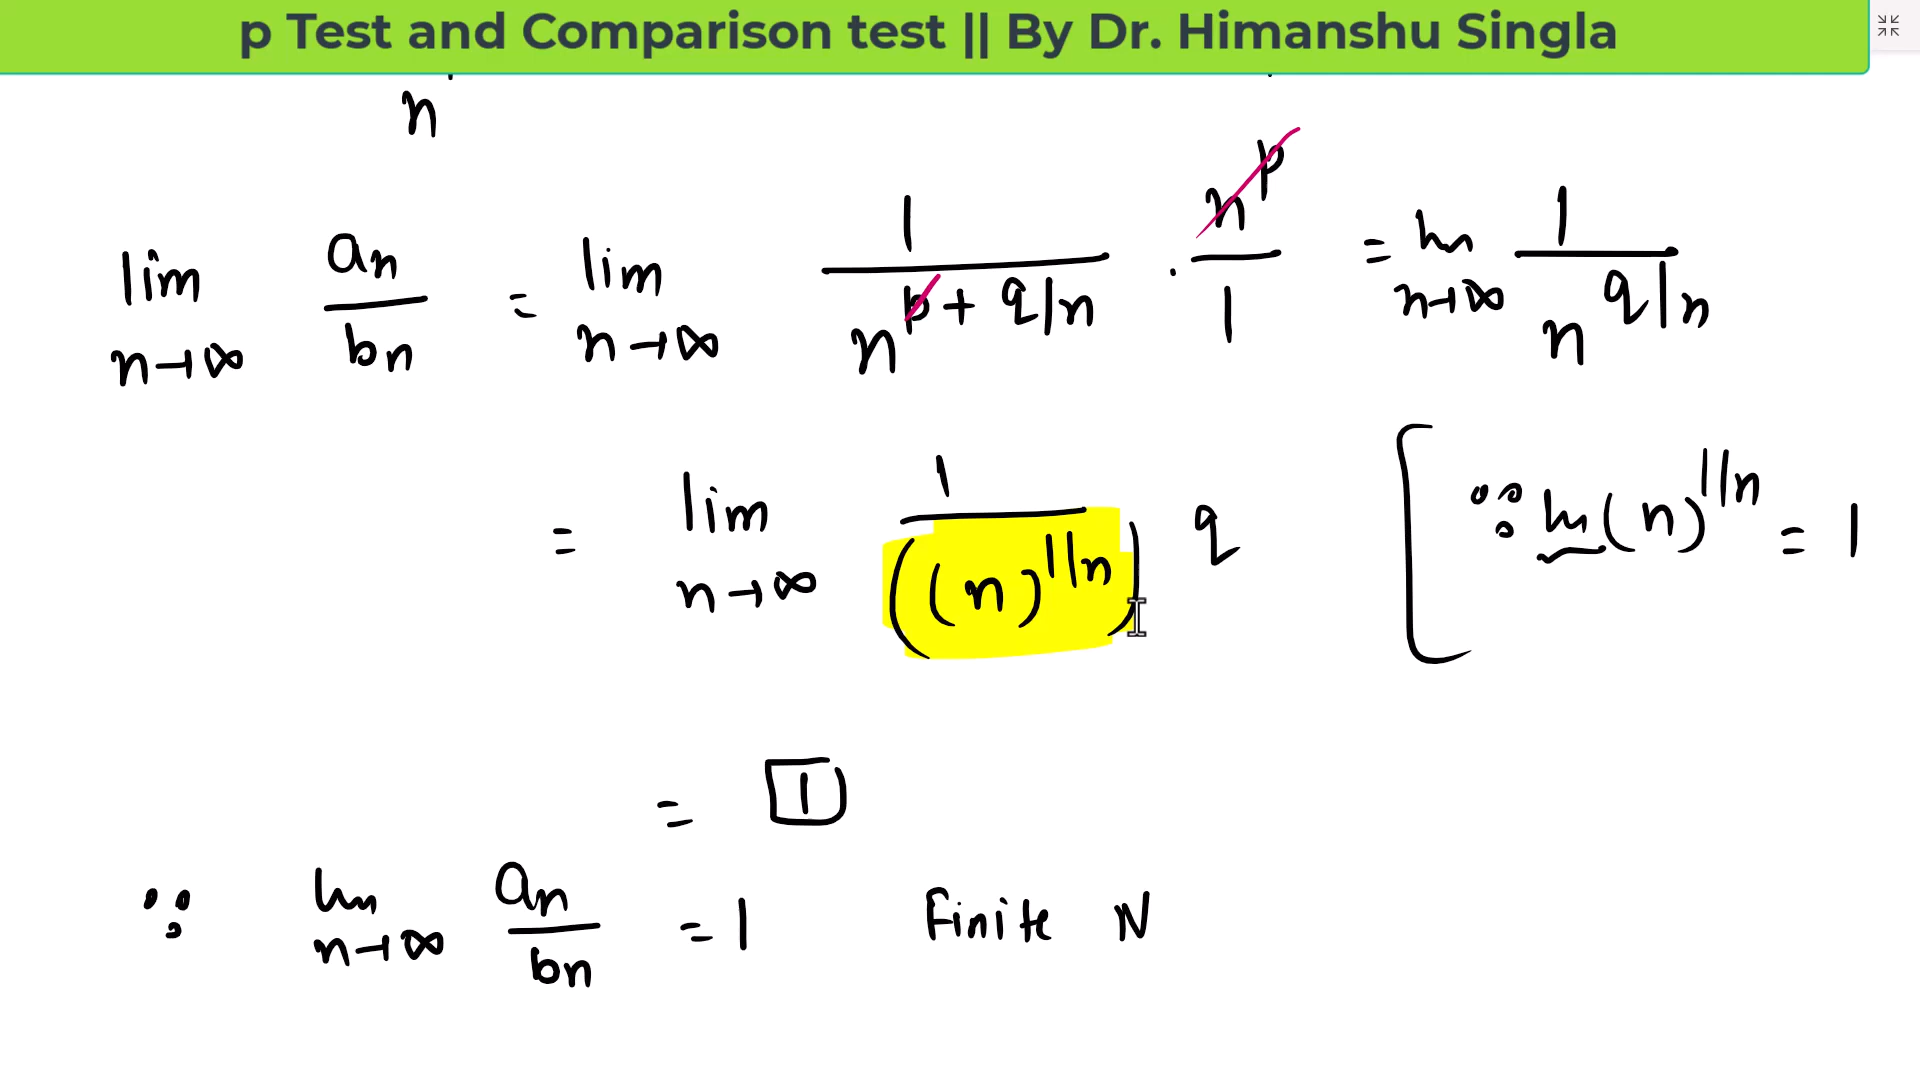 p Test and Comparison test || By Dr. Himanshu Singla
n
lim n→∞ an/bn = lim n→∞ 1/n^(p+q/n) · n^p/1 = lim n→∞ 1/n^(q/n)
= lim n→∞ 1/((n)^(1/n))^q [∵ lim (n)^(1/n) = 1
= 1
∵ lim n→∞ an/bn = 1 Finite N